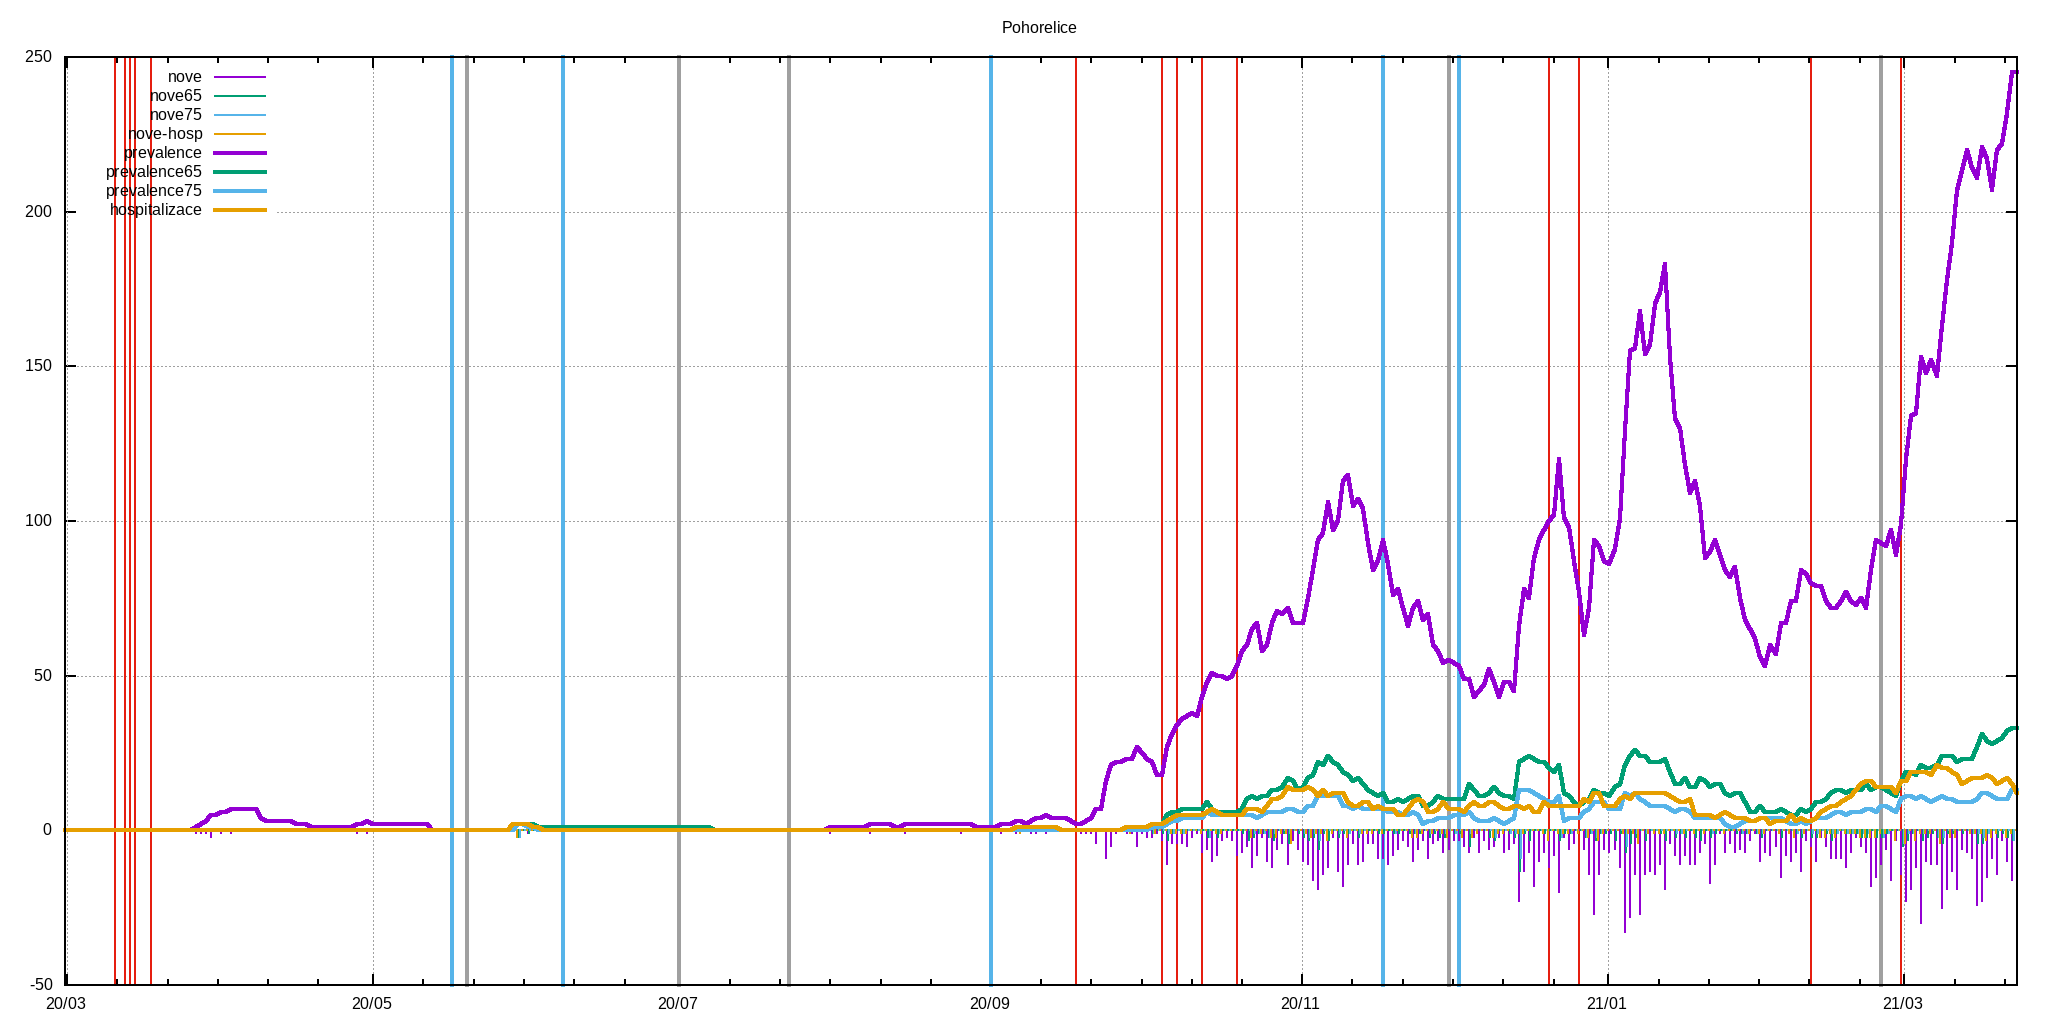 Pohorelice
250
nove
nove65
nove75
nove-hosp
prevalence
prevalence65
prevalence75
hospitalizace
200
150
100
50
0
-50
20/03 20/05 20/07 20/09 20/11 21/01 21/03